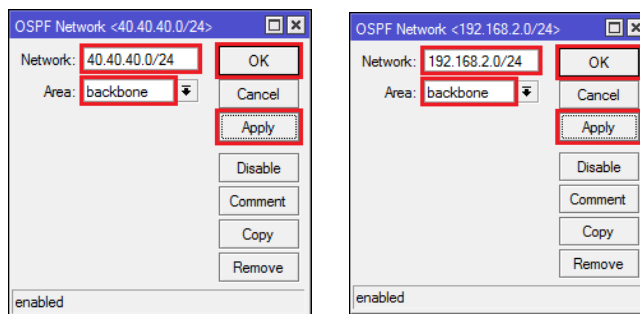 OSPF Network <40.40.40.0/24>
Network: 40.40.40.0/24
Area: backbone
OK
Cancel
Apply
Disable
Comment
Copy
Remove
enabled
OSPF Network <192.168.2.0/24>
Network: 192.168.2.0/24
Area: backbone
OK
Cancel
Apply
Disable
Comment
Copy
Remove
enabled